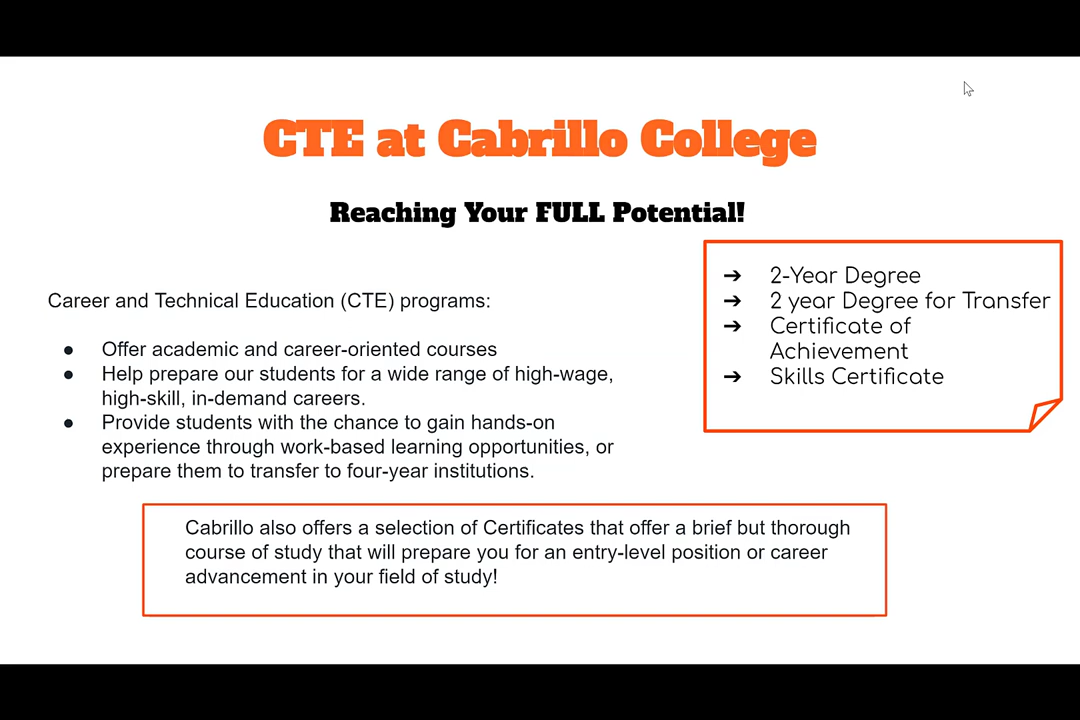 CTE at Cabrillo College
Reaching Your FULL Potential!
Career and Technical Education (CTE) programs:
● Offer academic and career-oriented courses
● Help prepare our students for a wide range of high-wage,
high-skill, in-demand careers.
● Provide students with the chance to gain hands-on
experience through work-based learning opportunities, or
prepare them to transfer to four-year institutions.
➔ 2-Year Degree
➔ 2 year Degree for Transfer
➔ Certificate of
Achievement
➔ Skills Certificate
Cabrillo also offers a selection of Certificates that offer a brief but thorough
course of study that will prepare you for an entry-level position or career
advancement in your field of study!